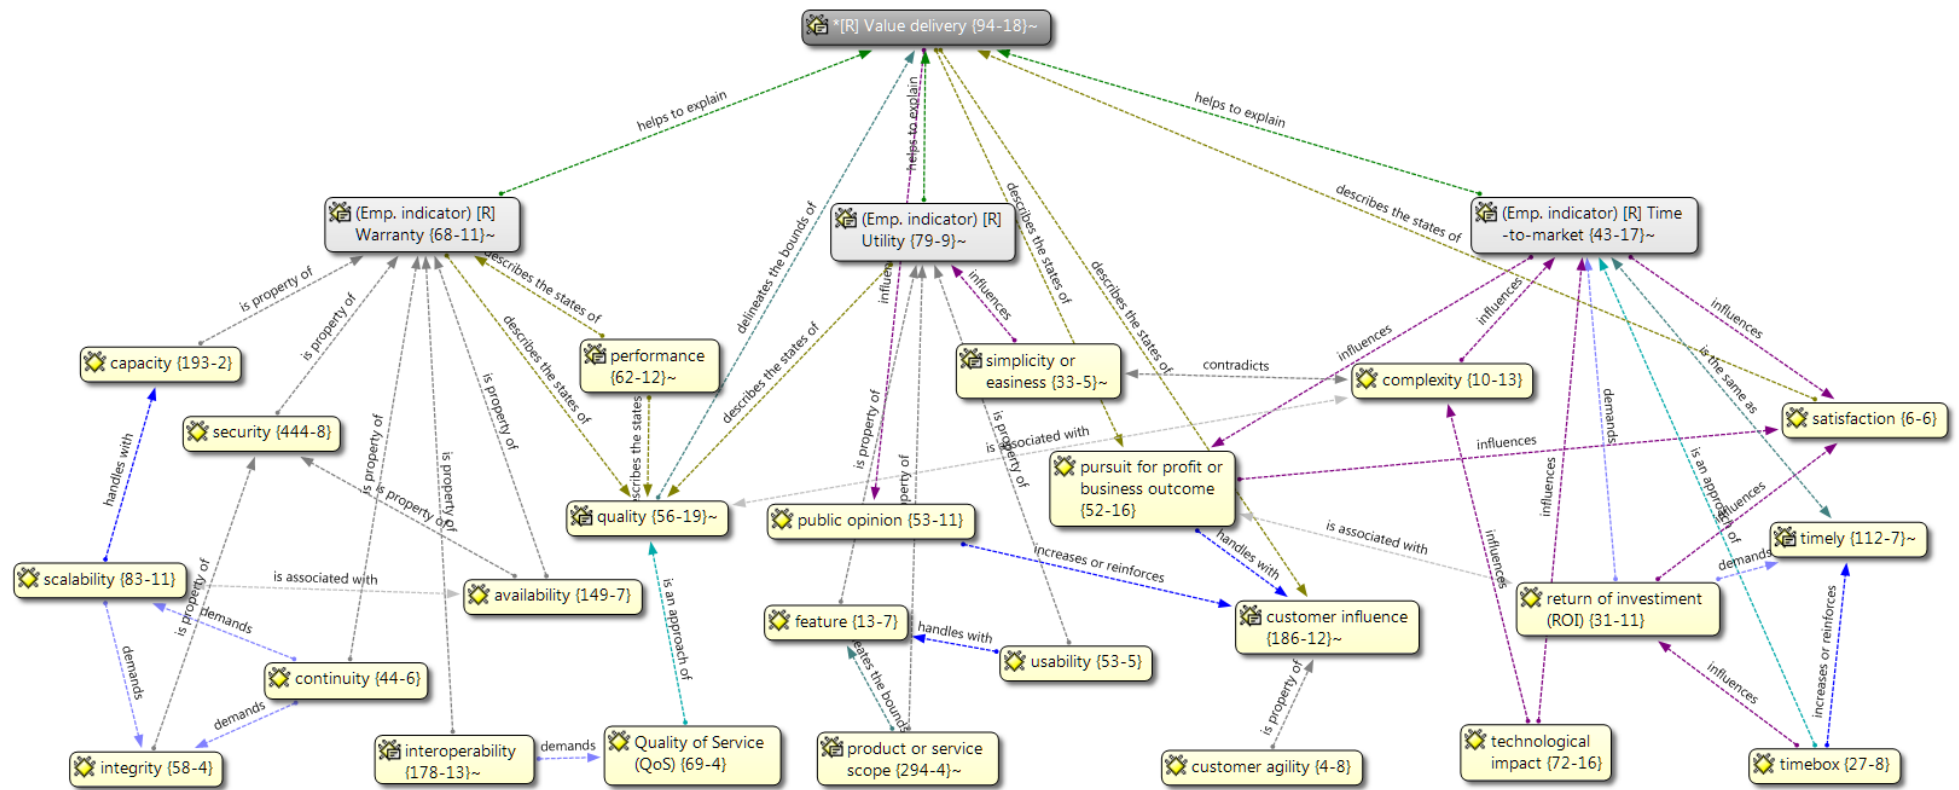 *[R] Value delivery {94-18}~
helps to explain
helps to explain
helps to explain
describes the states of
(Emp. indicator) [R]
Warranty {68-11}~
delineates the bounds of
(Emp. indicator) [R]
Utility {79-9}~
describes the states of
describes the states of
(Emp. indicator) [R] Time
-to-market {43-17}~
is property of
is property of
describes the states of
describes the states of
influen
influences
influences
influences
influences
capacity {193-2}
performance
{62-12}~
describes the states of
simplicity or
easiness {33-5}~
contradicts
complexity {10-13}
is the same as
satisfaction {6-6}
security {444-8}
is property of
is property of
is property of
is property of
is property of
is associated with
demands
influences
handles with
is property of
scribes the states
quality {56-19}~
public opinion {53-11}
operty of
pursuit for profit or
business outcome
{52-16}
influences
influences
is an approach of
timely {112-7}~
scalability {83-11}
is associated with
availability {149-7}
is an approach of
increases or reinforces
handles with
is associated with
demands
return of investiment
(ROI) {31-11}
demands
is property of
demands
continuity {44-6}
demands
feature {13-7}
handles with
usability {53-5}
customer influence
{186-12}~
influences
influences
increases or reinforces
eates the bounds
is property of
integrity {58-4}
interoperability
{178-13}~
demands
Quality of Service
(QoS) {69-4}
product or service
scope {294-4}~
customer agility {4-8}
technological
impact {72-16}
timebox {27-8}